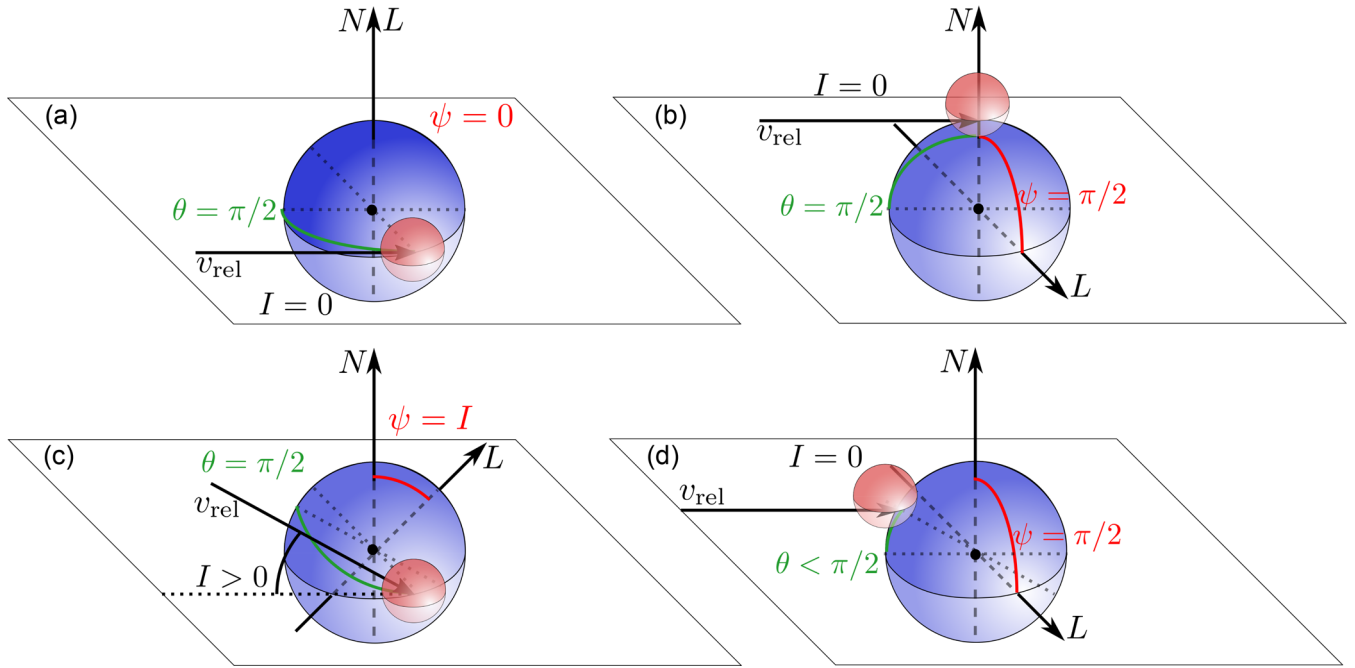 (a)
N L
ψ = 0
θ = π/2
v_rel
I = 0
(b)
N
I = 0
v_rel
θ = π/2
ψ = π/2
L
(c)
N
ψ = I
θ = π/2
L
v_rel
I > 0
(d)
N
I = 0
v_rel
θ < π/2
ψ = π/2
L